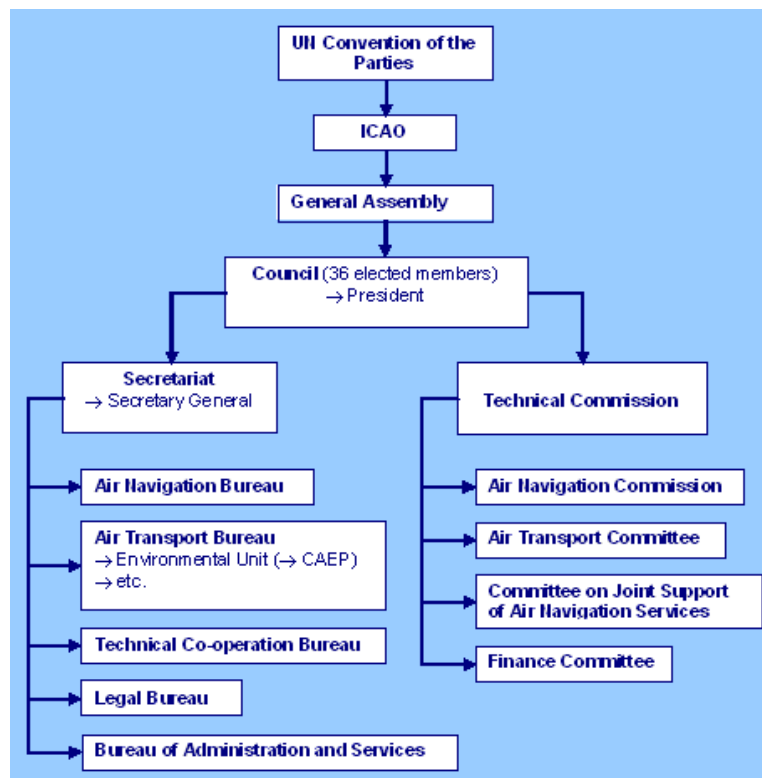 UN Convention of the
Parties
ICAO
General Assembly
Council (36 elected members)
→ President
Secretariat
→ Secretary General
Technical Commission
Air Navigation Bureau
Air Transport Bureau
→ Environmental Unit (→ CAEP)
→ etc.
Technical Co-operation Bureau
Legal Bureau
Bureau of Administration and Services
Air Navigation Commission
Air Transport Committee
Committee on Joint Support
of Air Navigation Services
Finance Committee